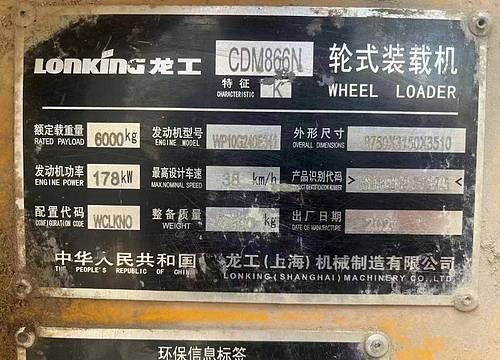 LONKING 龙工 CDM866N 轮式装载机
特征 K
CHARACTERISTIC WHEEL LOADER
额定载重量 6000kg 发动机型号 外形尺寸 8750X3150X3510
RATED PAYLOAD ENGINE MODEL OVERALL DIMENSIONS
发动机功率 178kW 最高设计车速 38 km/h 产品识别代码 > <
ENGINE POWER MAX.NOMINAL SPEED PRODUCT IDENTIFICATION NUMBER
配置代码 WCLKNO 整备质量 kg 出厂日期
CONFIGURATION CODE WEIGHT DATE OF MANUFACTURE
中华人民共和国 龙工(上海)机械制造有限公司
THE PEOPLE'S REPUBLIC OF CHINA LONKING (SHANGHAI) MACHINERY CO.,LTD
环保信息标签